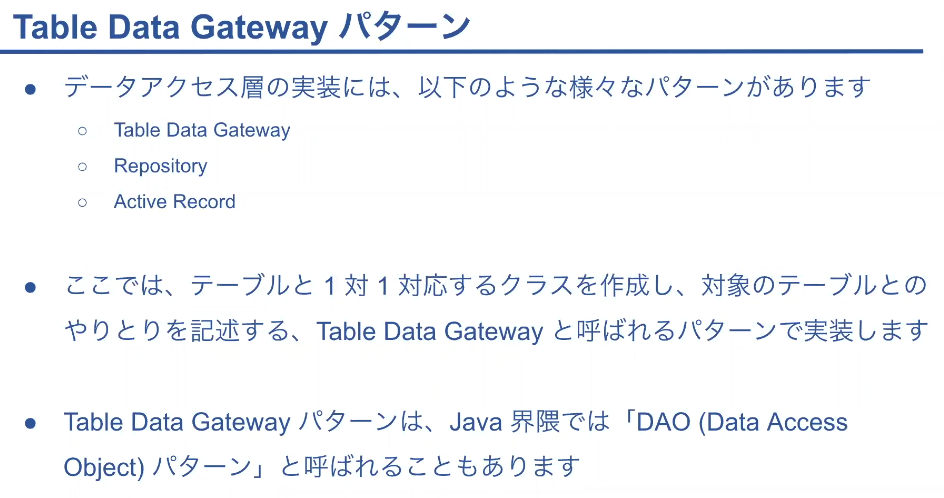 Table Data Gateway パターン
● データアクセス層の実装には、以下のような様々なパターンがあります
○ Table Data Gateway
○ Repository
○ Active Record
● ここでは、テーブルと 1 対 1 対応するクラスを作成し、対象のテーブルとの
やりとりを記述する、Table Data Gateway と呼ばれるパターンで実装します
● Table Data Gateway パターンは、Java 界隈では「DAO (Data Access
Object) パターン」と呼ばれることもあります